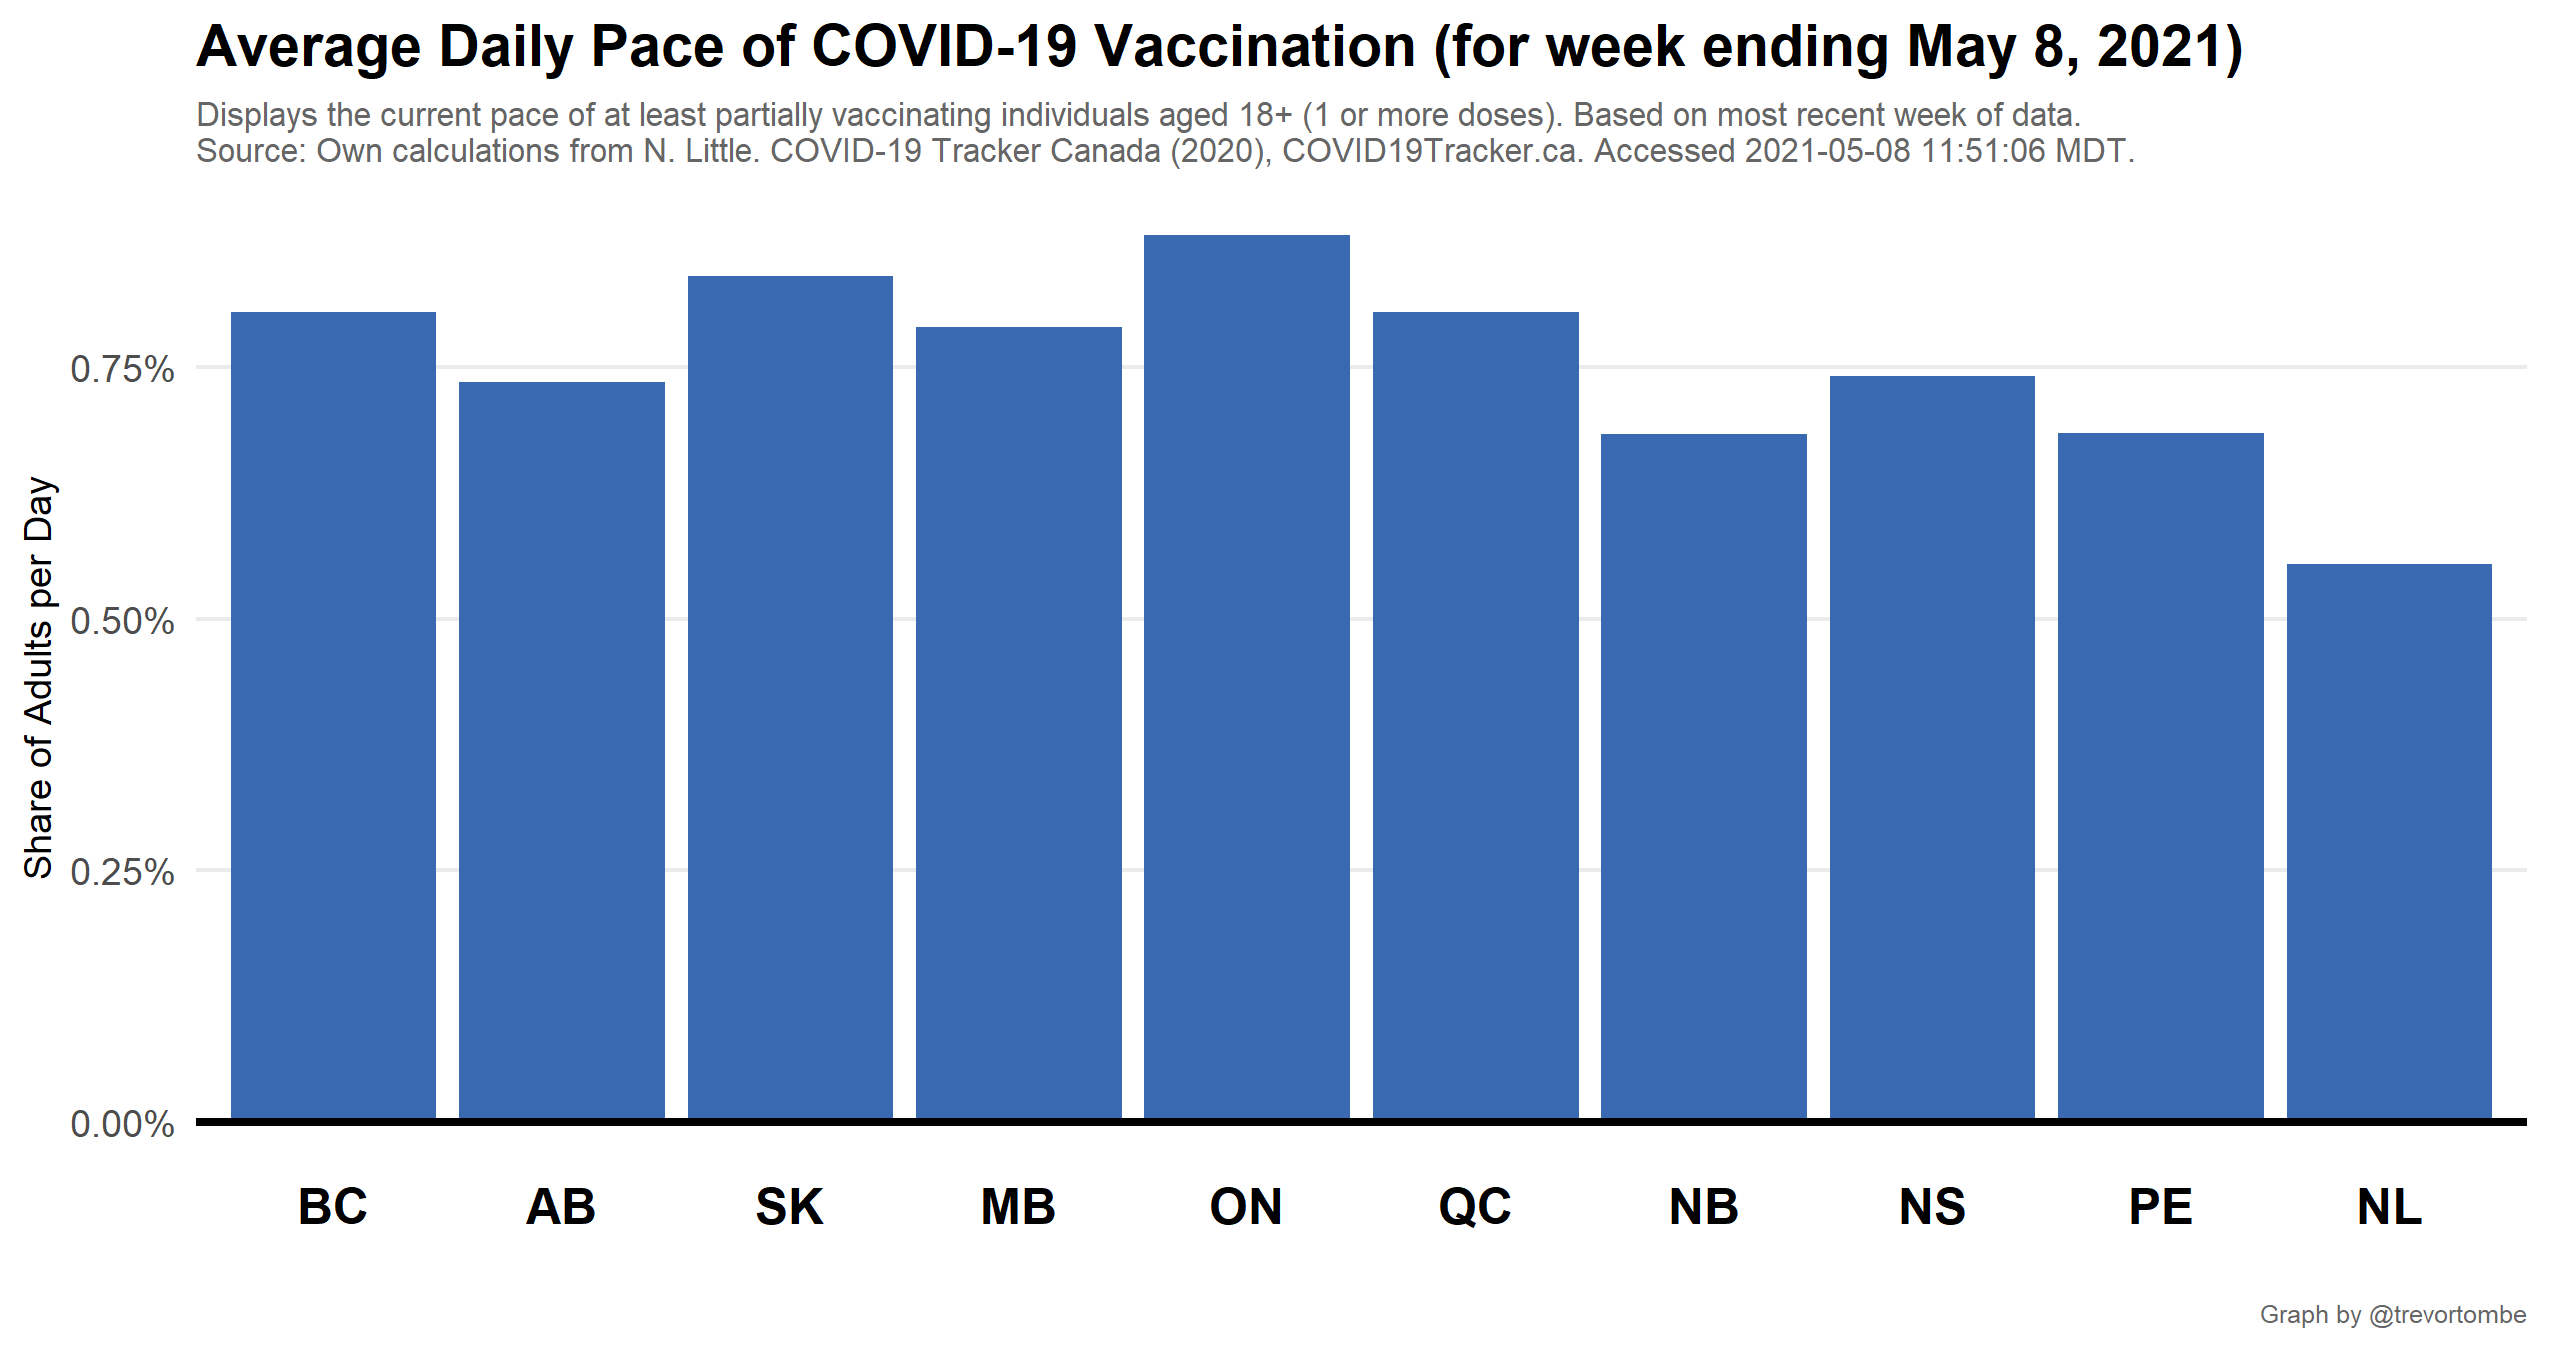 Average Daily Pace of COVID-19 Vaccination (for week ending May 8, 2021)
Displays the current pace of at least partially vaccinating individuals aged 18+ (1 or more doses). Based on most recent week of data.
Source: Own calculations from N. Little. COVID-19 Tracker Canada (2020), COVID19Tracker.ca. Accessed 2021-05-08 11:51:06 MDT.
Share of Adults per Day
0.75%
0.50%
0.25%
0.00%
BC AB SK MB ON QC NB NS PE NL
Graph by @trevortombe